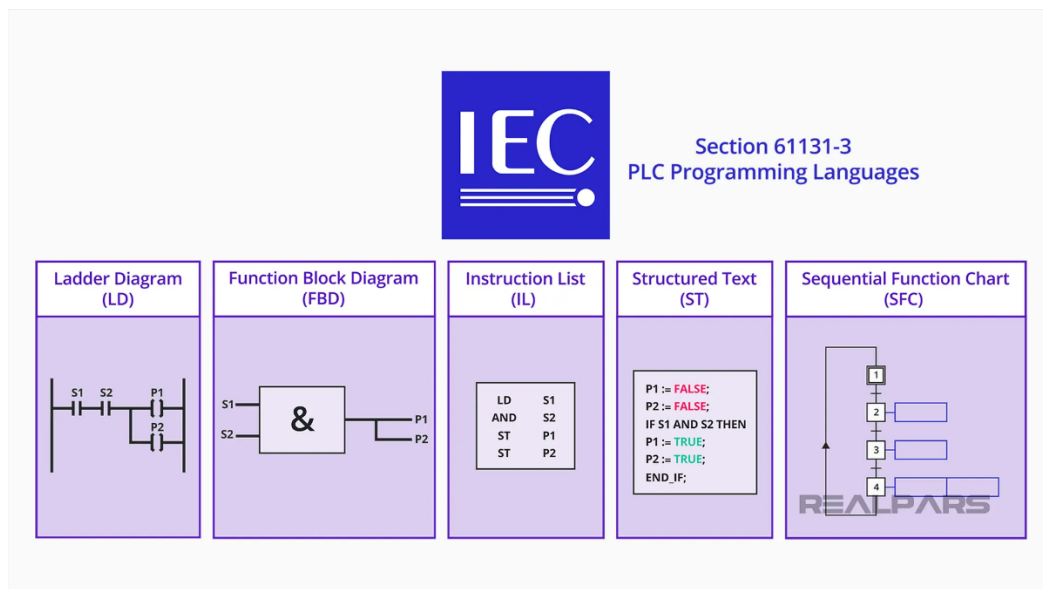 IEC
Section 61131-3
PLC Programming Languages
Ladder Diagram
(LD)
S1 S2 P1
P2
Function Block Diagram
(FBD)
S1
S2
&
P1
P2
Instruction List
(IL)
LD S1
AND S2
ST P1
ST P2
Structured Text
(ST)
P1 := FALSE;
P2 := FALSE;
IF S1 AND S2 THEN
P1 := TRUE;
P2 := TRUE;
END_IF;
Sequential Function Chart
(SFC)
1
2
3
4
REALPARS